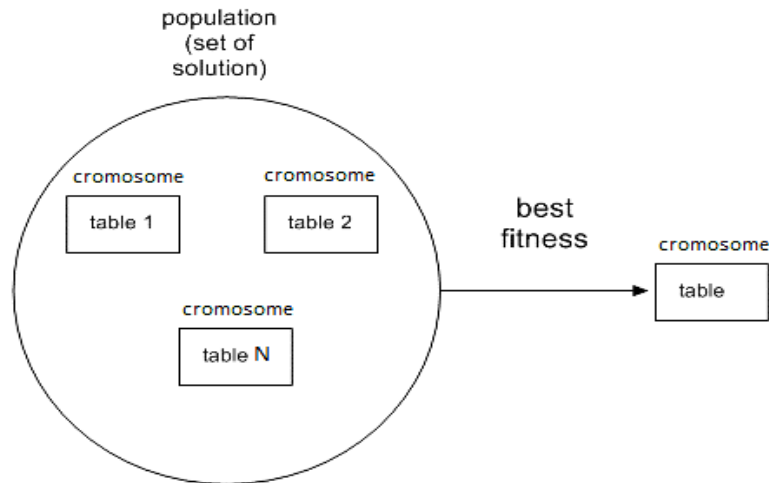 population
(set of
solution)
cromosome
table 1
cromosome
table 2
cromosome
table N
best
fitness
cromosome
table